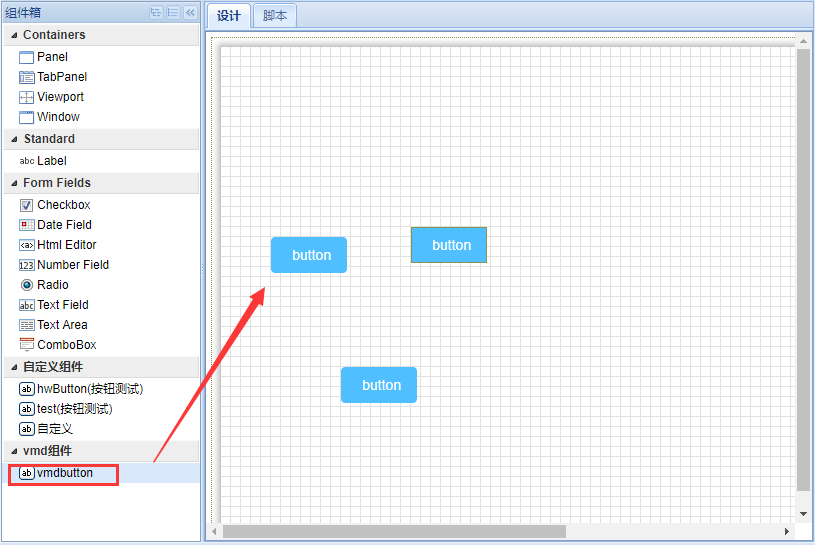 组件箱
Containers
Panel
TabPanel
Viewport
Window
Standard
abc Label
Form Fields
Checkbox
Date Field
<a> Html Editor
123 Number Field
Radio
abc Text Field
Text Area
ComboBox
自定义组件
ab hwButton(按钮测试)
ab test(按钮测试)
ab 自定义
vmd组件
ab vmdbutton
设计 脚本
button
button
button